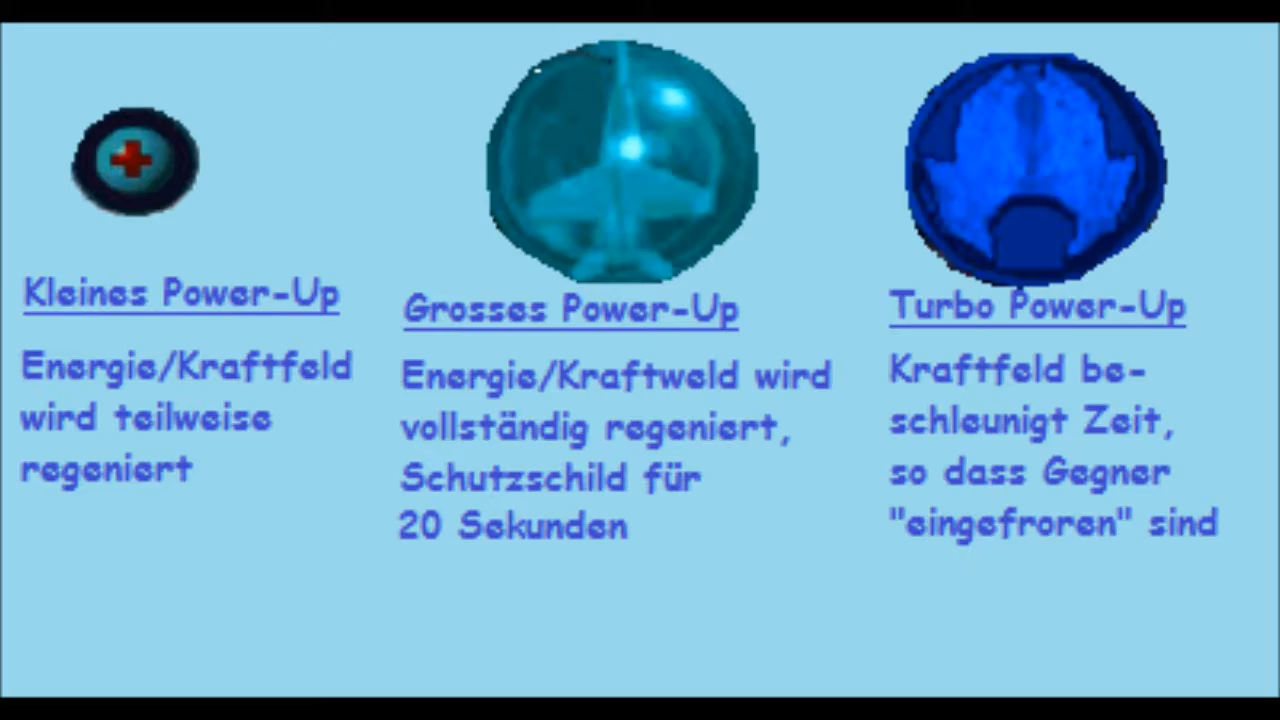 Kleines Power-Up
Energie/Kraftfeld
wird teilweise
regeniert
Grosses Power-Up
Energie/Kraftweld wird
vollständig regeniert,
Schutzschild für
20 Sekunden
Turbo Power-Up
Kraftfeld be-
schleunigt Zeit,
so dass Gegner
"eingefroren" sind